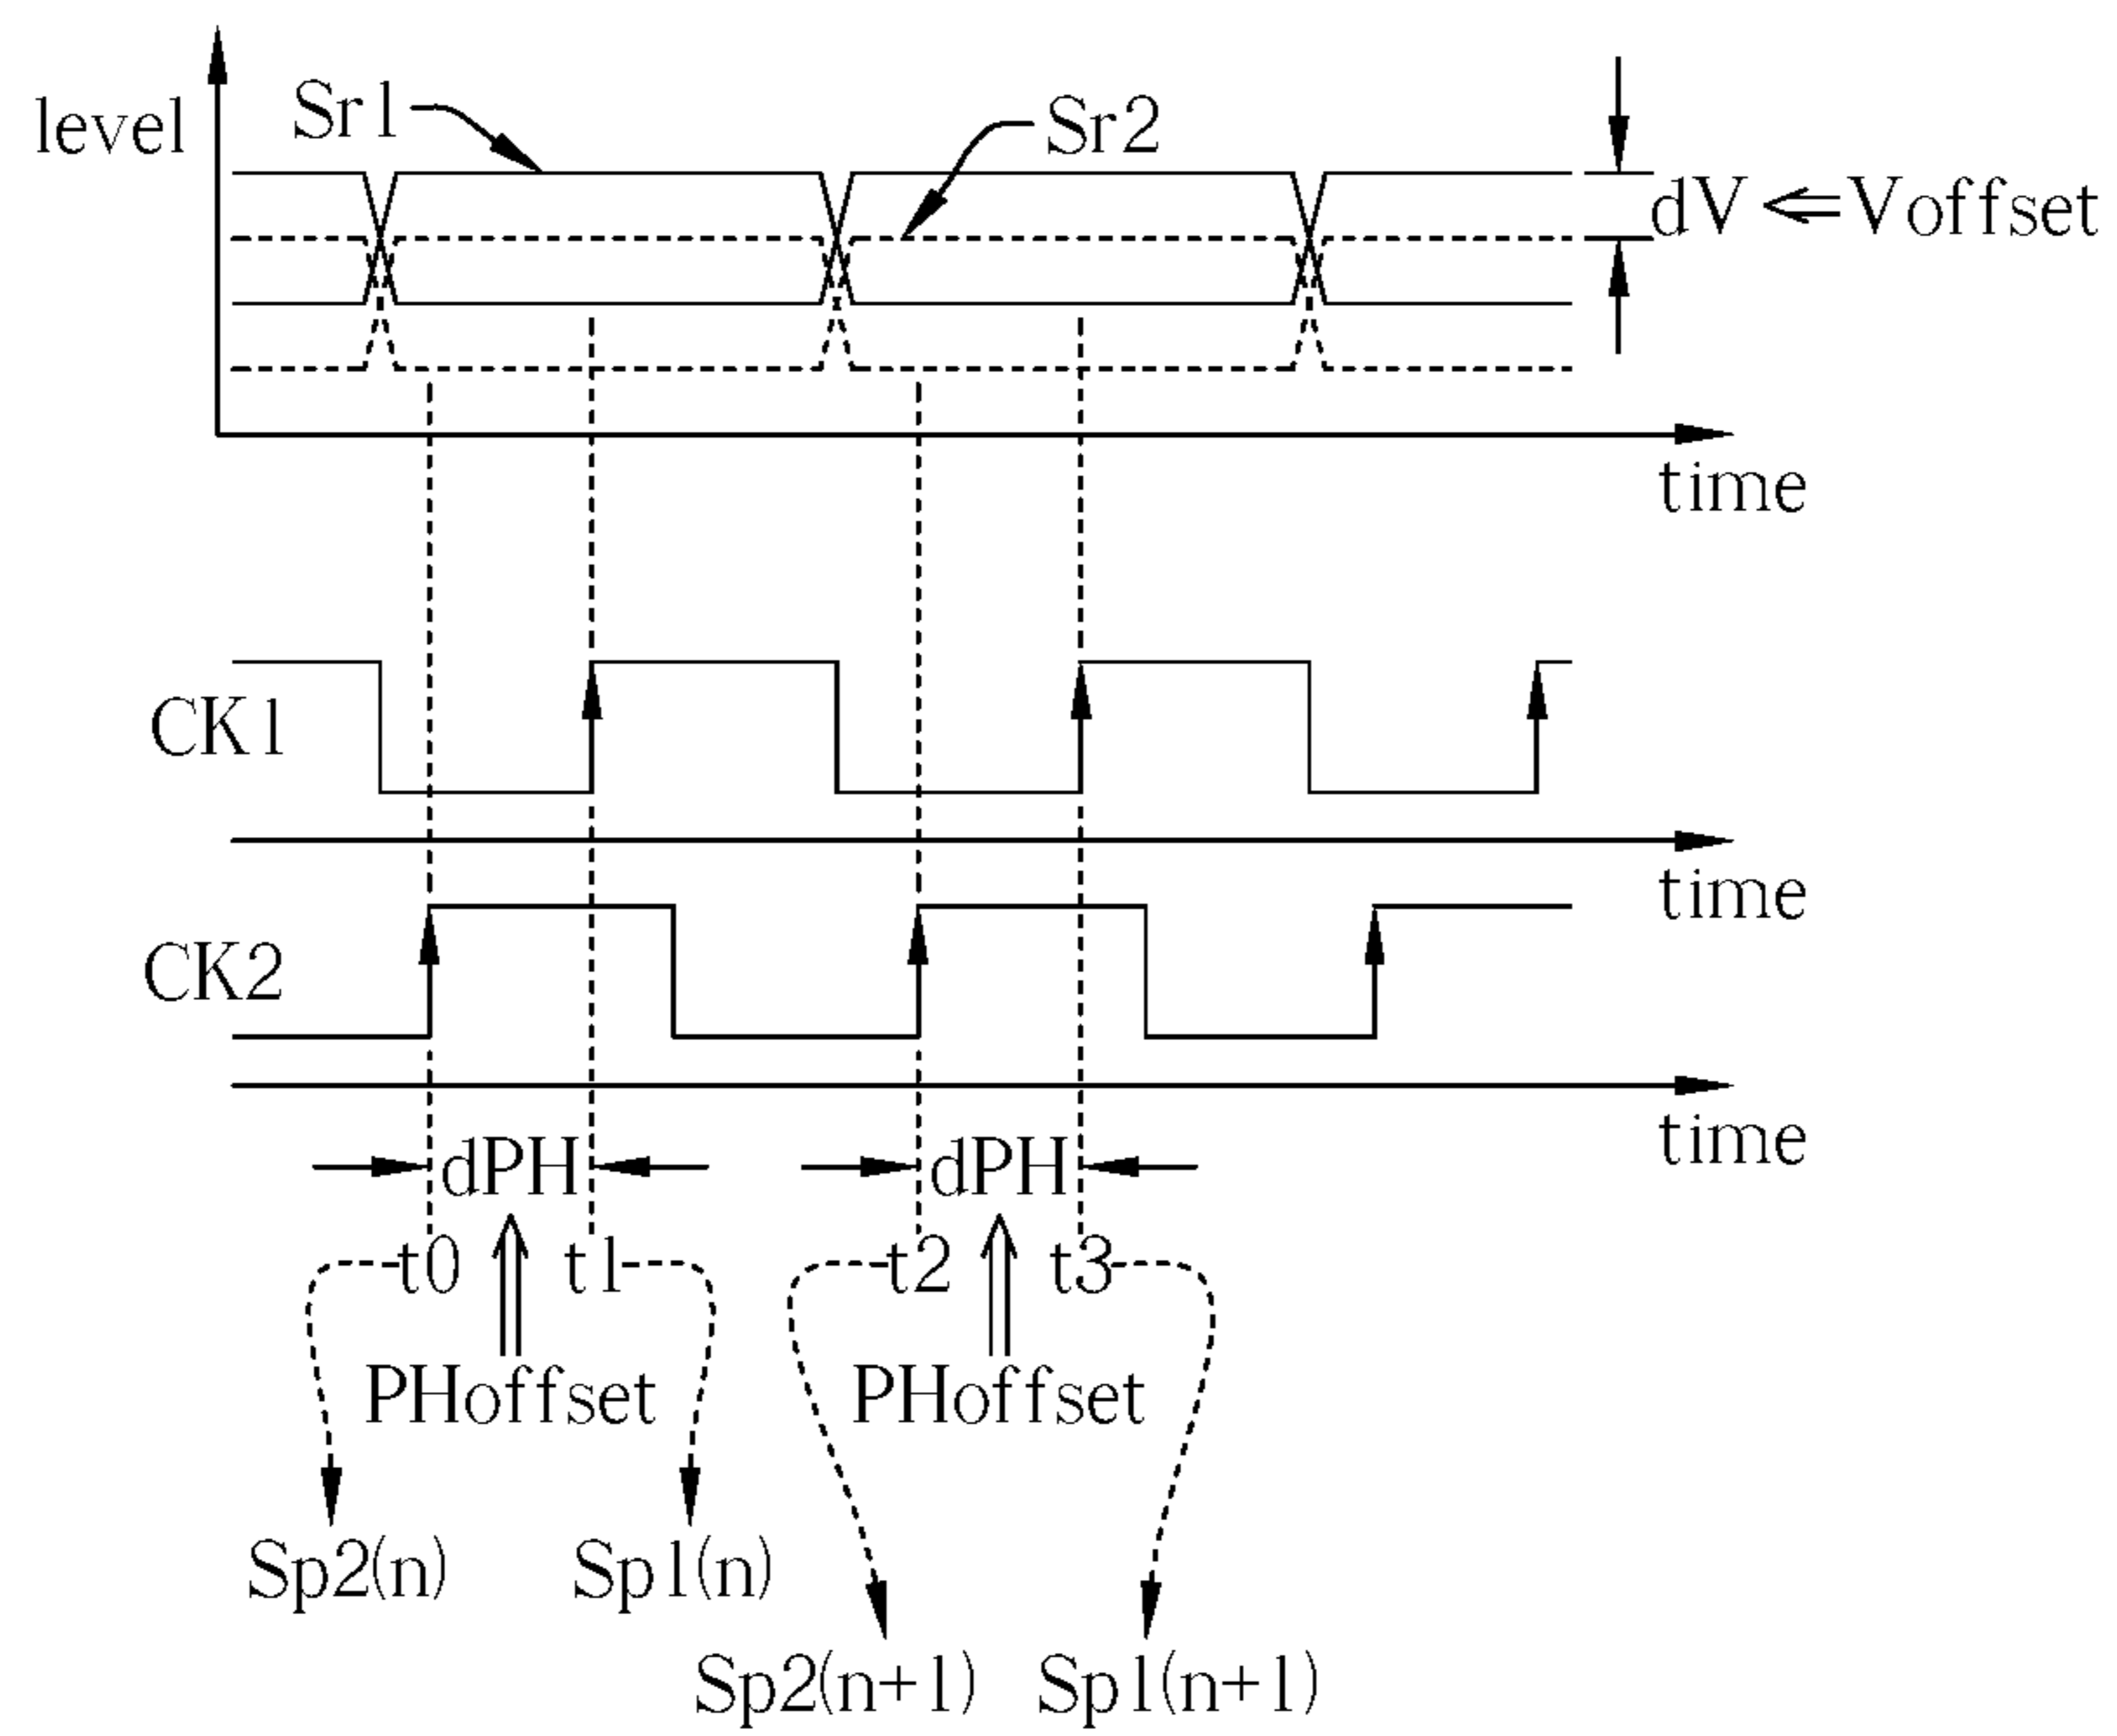 level
Sr1
Sr2
dV
Voffset
time
CK1
time
CK2
time
dPH
dPH
t0
t1
t2
t3
PHoffset
PHoffset
Sp2(n)
Sp1(n)
Sp2(n+1)
Sp1(n+1)